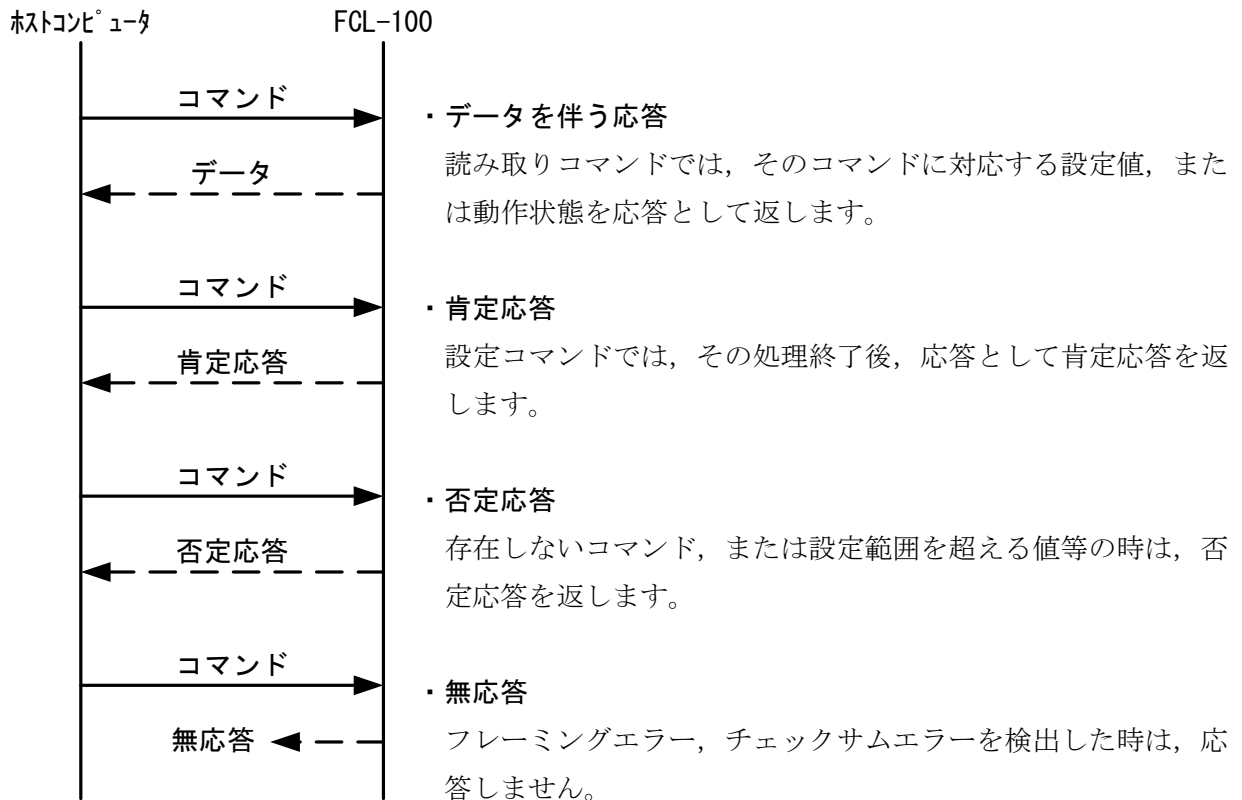 ﾎｽﾄｺﾝﾋﾟｭｰﾀ FCL-100
コマンド
・データを伴う応答
データ
読み取りコマンドでは，そのコマンドに対応する設定値，また
は動作状態を応答として返します。
コマンド
・肯定応答
肯定応答
設定コマンドでは，その処理終了後，応答として肯定応答を返
します。
コマンド
・否定応答
否定応答
存在しないコマンド，または設定範囲を超える値等の時は，否
定応答を返します。
コマンド
・無応答
無応答
フレーミングエラー，チェックサムエラーを検出した時は，応
答しません。